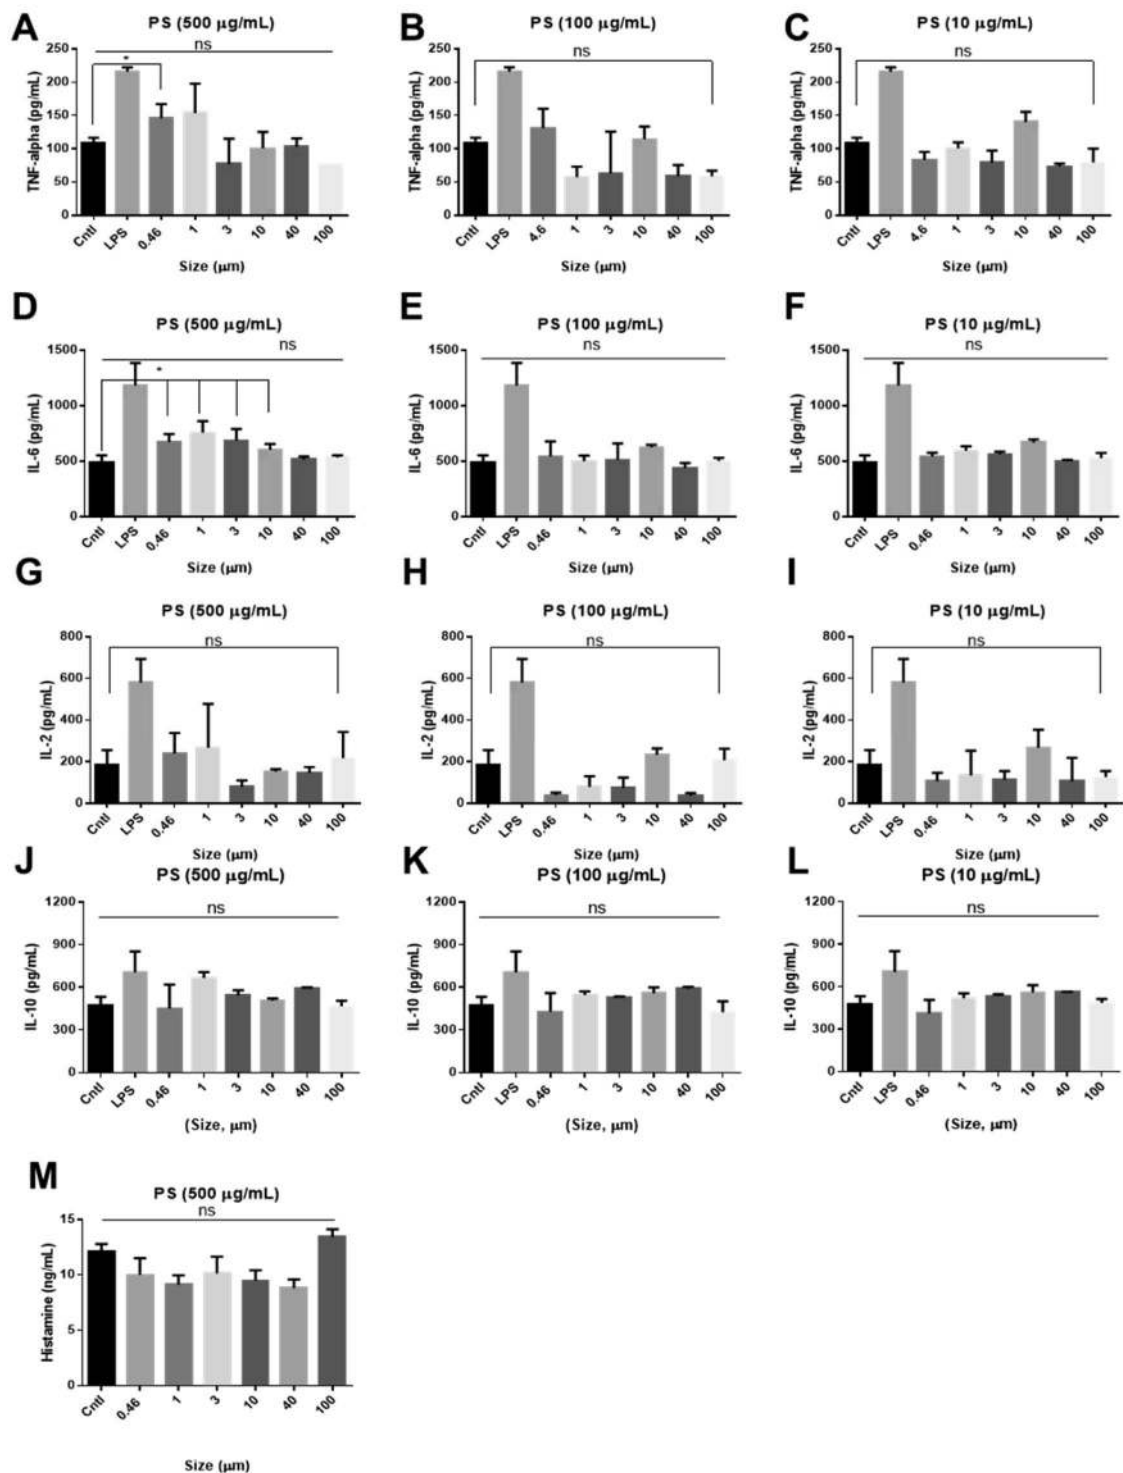 A
PS (500 μg/mL)
ns
*
250
200
150
100
50
0
TNF-alpha (pg/mL)
Cntl LPS 0.46 1 3 10 40 100
Size (μm)
B
PS (100 μg/mL)
ns
250
200
150
100
50
0
TNF-alpha (pg/mL)
Cntl LPS 4.6 1 3 10 40 100
Size (μm)
C
PS (10 μg/mL)
ns
250
200
150
100
50
0
TNF-alpha (pg/mL)
Cntl LPS 4.6 1 3 10 40 100
Size (μm)
D
PS (500 μg/mL)
ns
*
1500
1000
500
0
IL-6 (pg/mL)
Cntl LPS 0.46 1 3 10 40 100
Size (μm)
E
PS (100 μg/mL)
ns
1500
1000
500
0
IL-6 (pg/mL)
Cntl LPS 0.46 1 3 10 40 100
Size (μm)
F
PS (10 μg/mL)
ns
1500
1000
500
0
IL-6 (pg/mL)
Cntl LPS 0.46 1 3 10 40 100
Size (μm)
G
PS (500 μg/mL)
ns
800
600
400
200
0
IL-2 (pg/mL)
Cntl LPS 0.46 1 3 10 40 100
Size (μm)
H
PS (100 μg/mL)
ns
800
600
400
200
0
IL-2 (pg/mL)
Cntl LPS 0.46 1 3 10 40 100
Size (μm)
I
PS (10 μg/mL)
ns
800
600
400
200
0
IL-2 (pg/mL)
Cntl LPS 0.46 1 3 10 40 100
Size (μm)
J
PS (500 μg/mL)
ns
1200
900
600
300
0
IL-10 (pg/mL)
Cntl LPS 0.46 1 3 10 40 100
(Size, μm)
K
PS (100 μg/mL)
ns
1200
900
600
300
0
IL-10 (pg/mL)
Cntl LPS 0.46 1 3 10 40 100
(Size, μm)
L
PS (10 μg/mL)
ns
1200
900
600
300
0
IL-10 (pg/mL)
Cntl LPS 0.46 1 3 10 40 100
(Size, μm)
M
PS (500 μg/mL)
ns
15
10
5
0
Histamine (ng/mL)
Cntl 0.46 1 3 10 40 100
Size (μm)